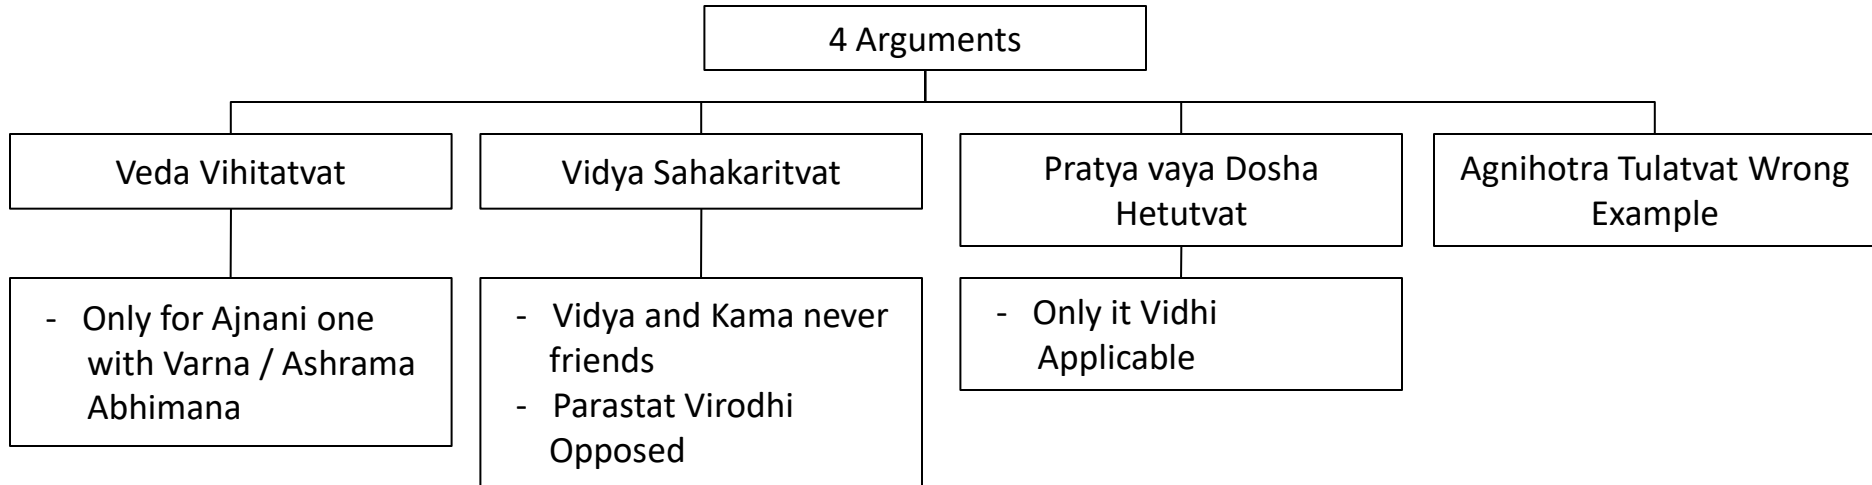 4 Arguments
Veda Vihitatvat
Vidya Sahakaritvat
Pratya vaya Dosha
Hetutvat
Agnihotra Tulatvat Wrong
Example
- Only for Ajnani one
with Varna / Ashrama
Abhimana
- Vidya and Kama never
friends
- Parastat Virodhi
Opposed
- Only it Vidhi
Applicable